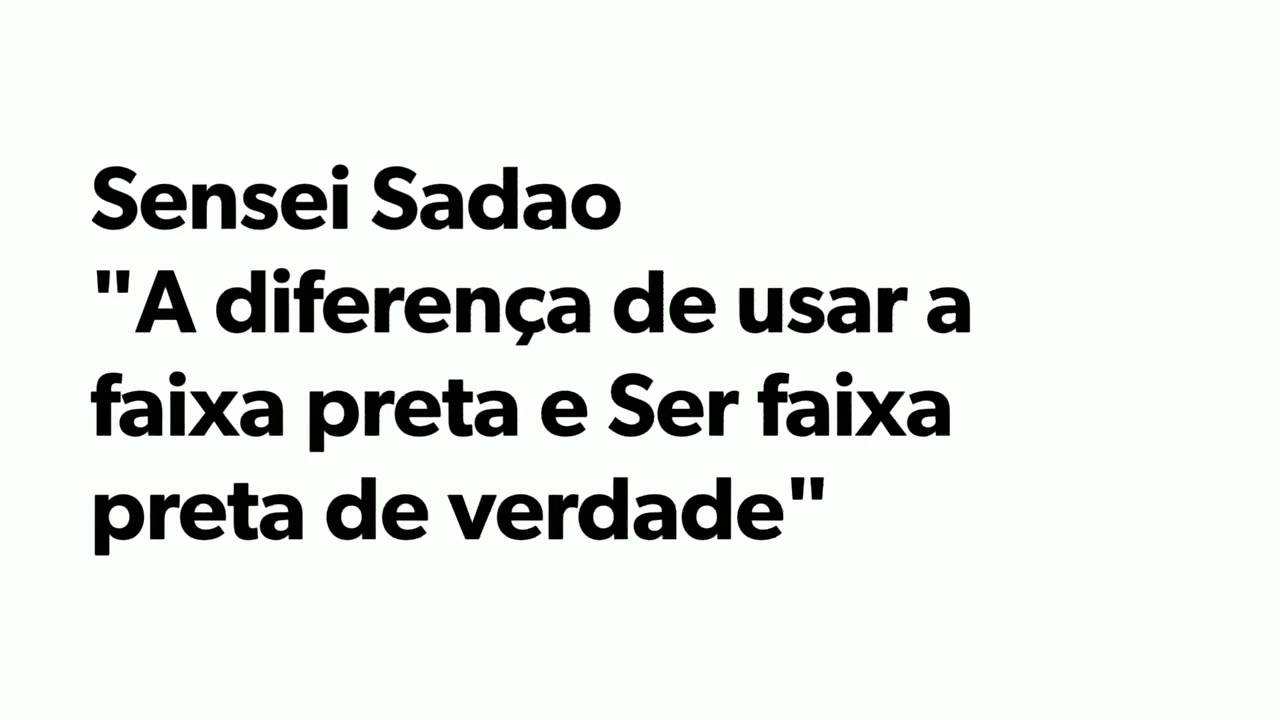 Sensei Sadao
"A diferença de usar a
faixa preta e Ser faixa
preta de verdade"